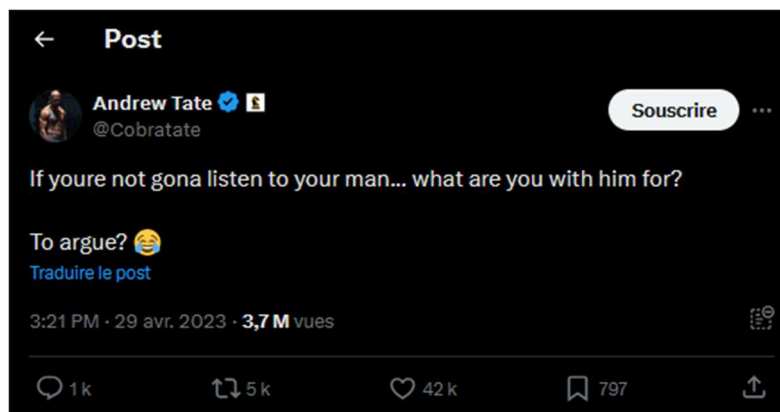 Post
Andrew Tate
Souscrire
@Cobratate
If youre not gona listen to your man... what are you with him for?
To argue? 😂
Traduire le post
3:21 PM · 29 avr. 2023 · 3,7 M vues
1 k 5 k 42 k 797